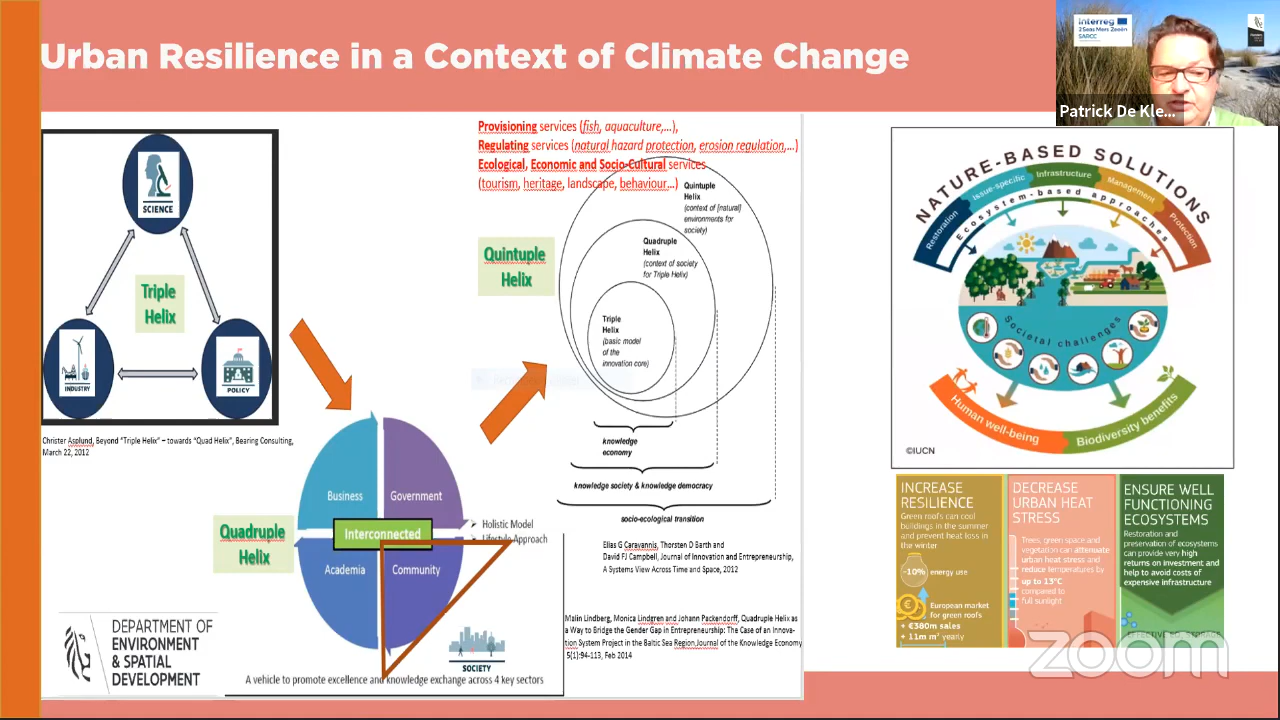 Urban Resilience in a Context of Climate Change
Interreg
2 Seas Mers Zeeën
SARCC
Patrick De Kle...
SCIENCE
Triple
Helix
INDUSTRY
POLICY
Christer Asplund, Beyond "Triple Helix" – towards "Quad Helix", Bearing Consulting,
March 22, 2012
Provisioning services (fish, aquaculture,...),
Regulating services (natural hazard protection, erosion regulation,...)
Ecological, Economic and Socio-Cultural services
(tourism, heritage, landscape, behaviour...)
Quintuple
Helix
Quintuple
Helix
(context of [natural]
environments for
society)
Quadruple
Helix
(context of society
for Triple Helix)
Triple
Helix
(basic model
of the
innovation core)
knowledge
economy
knowledge society & knowledge democracy
socio-ecological transition
Elias G Carayannis, Thorsten D Barth and
David FJ Campbell, Journal of Innovation and Entrepreneurship,
A Systems View Across Time and Space, 2012
Quadruple
Helix
Business
Government
Interconnected
Academia
Community
Holistic Model
Lifestyle Approach
SOCIETY
A vehicle to promote excellence and knowledge exchange across 4 key sectors
Malin Lindberg, Monica Lindgren and Johann Packendorff, Quadruple Helix as
a Way to Bridge the Gender Gap in Entrepreneurship: The Case of an Innova-
tion System Project in the Baltic Sea Region,Journal of the Knowledge Economy
5(1):94-113, Feb 2014
DEPARTMENT OF
ENVIRONMENT
& SPATIAL
DEVELOPMENT
NATURE-BASED SOLUTIONS
Restoration
Issue-specific
Infrastructure
Management
Protection
Ecosystem-based approaches
Societal challenges
Human well-being
Biodiversity benefits
©IUCN
INCREASE
RESILIENCE
Green roofs can cool
buildings in the summer
and prevent heat loss in
the winter
-10% energy use
European market
for green roofs
+ €380m sales
+ 11m m² yearly
DECREASE
URBAN HEAT
STRESS
Trees, green space and
vegetation can attenuate
urban heat stress and
reduce temperatures by
up to 13°C
compared to
full sunlight
ENSURE WELL
FUNCTIONING
ECOSYSTEMS
Restoration and
preservation of ecosystems
can provide very high
returns on investment and
help to avoid costs of
expensive infrastructure
zoom